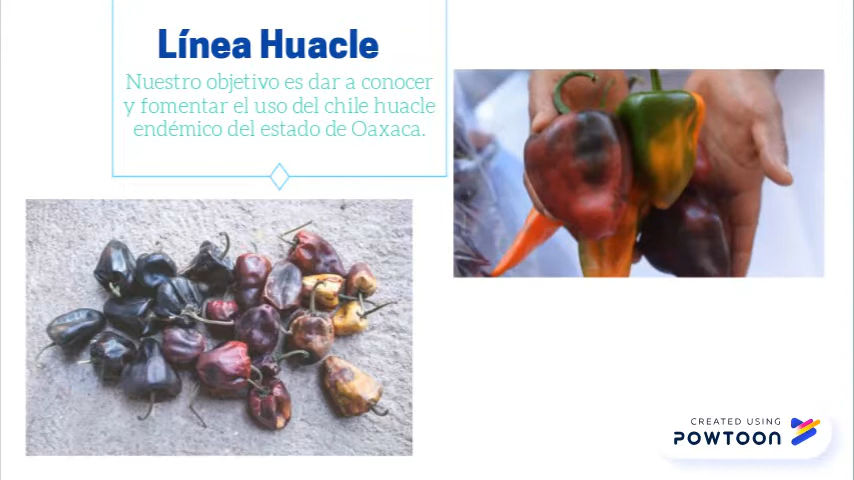 Línea Huacle
Nuestro objetivo es dar a conocer
y fomentar el uso del chile huacle
endémico del estado de Oaxaca.
CREATED USING
POWTOON